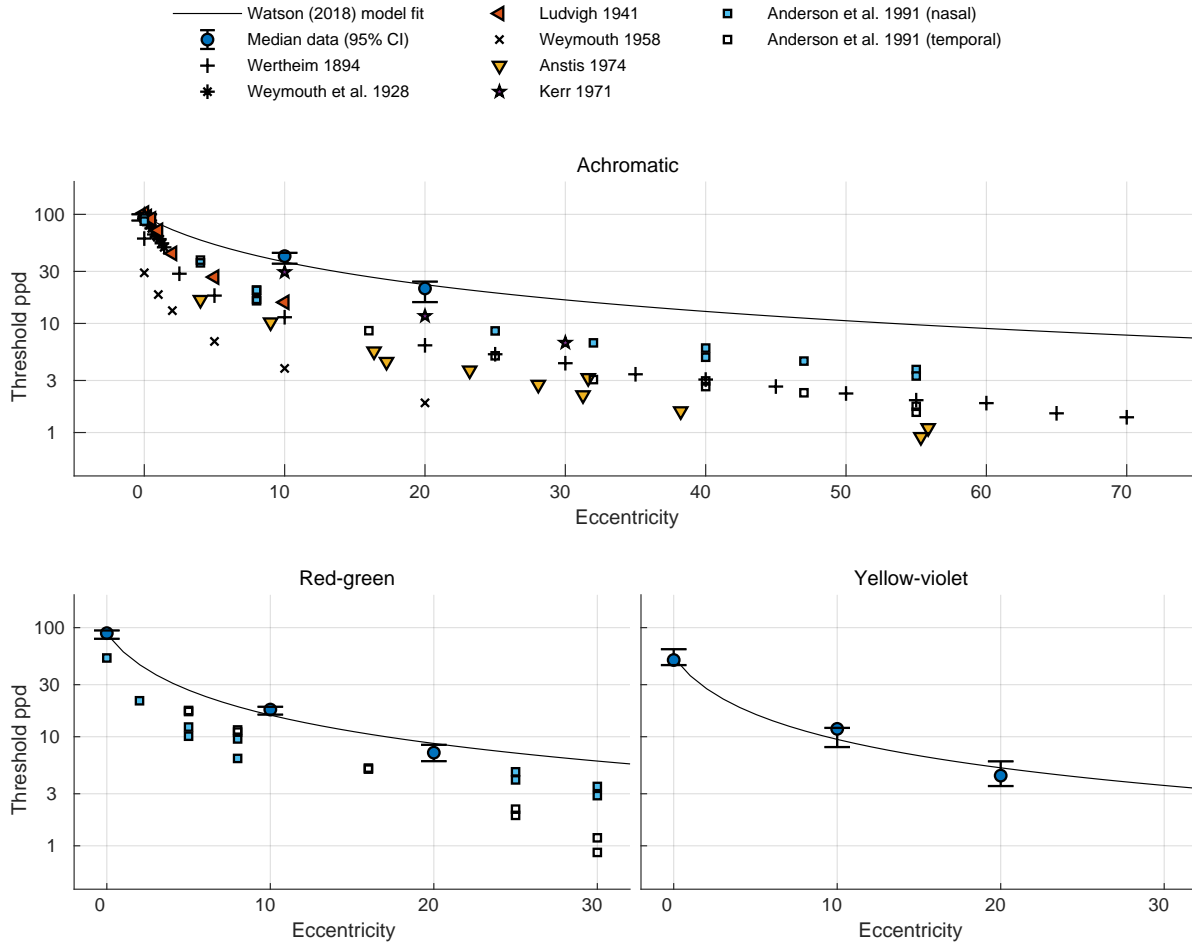 Watson (2018) model fit
Median data (95% CI)
Wertheim 1894
Weymouth et al. 1928
Ludvigh 1941
Weymouth 1958
Anstis 1974
Kerr 1971
Anderson et al. 1991 (nasal)
Anderson et al. 1991 (temporal)
Achromatic
Threshold ppd
100
30
10
3
1
0 10 20 30 40 50 60 70
Eccentricity
Red-green
Threshold ppd
100
30
10
3
1
0 10 20 30
Eccentricity
Yellow-violet
0 10 20 30
Eccentricity